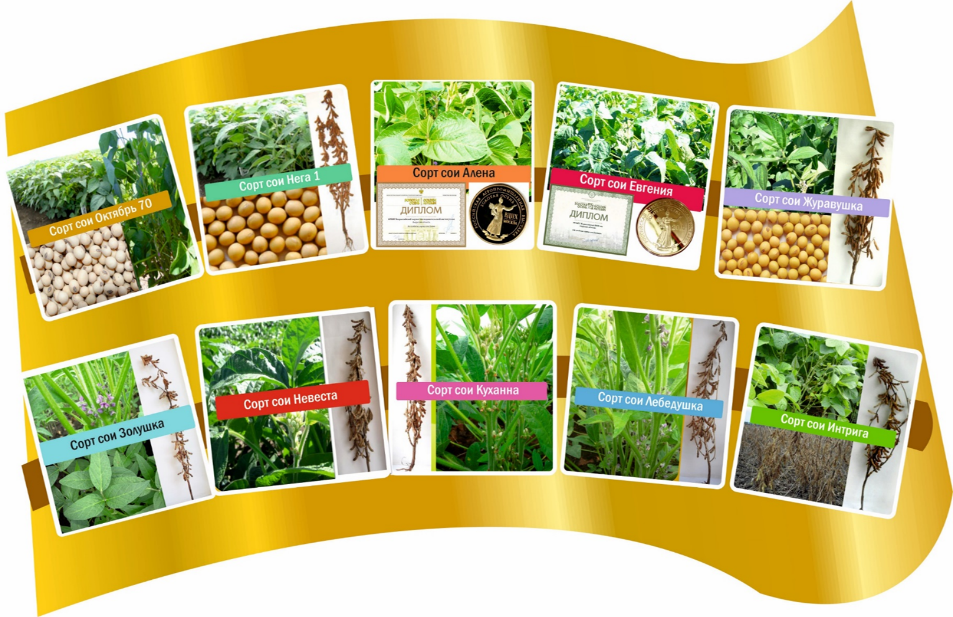 Сорт сои Октябрь 70
Сорт сои Нега 1
Сорт сои Алена
ДИПЛОМ
Сорт сои Евгения
ДИПЛОМ
Сорт сои Журавушка
Сорт сои Золушка
Сорт сои Невеста
Сорт сои Куханна
Сорт сои Лебедушка
Сорт сои Интрига